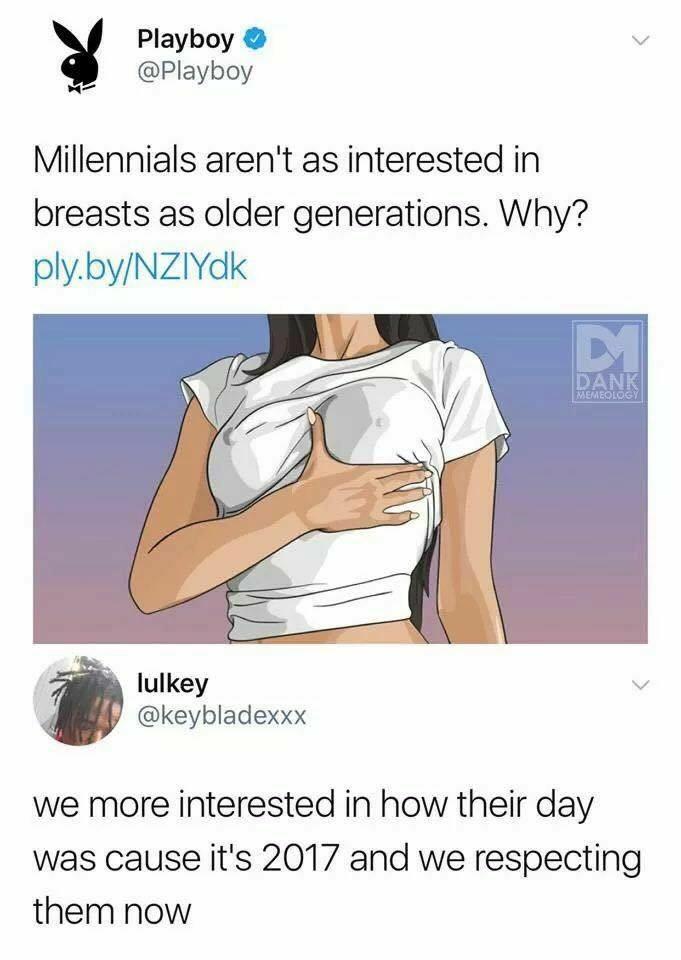 Playboy
@Playboy
Millennials aren't as interested in
breasts as older generations. Why?
ply.by/NZIYdk
DM
DANK
MEMEOLOGY
lulkey
@keybladexxx
we more interested in how their day
was cause it's 2017 and we respecting
them now